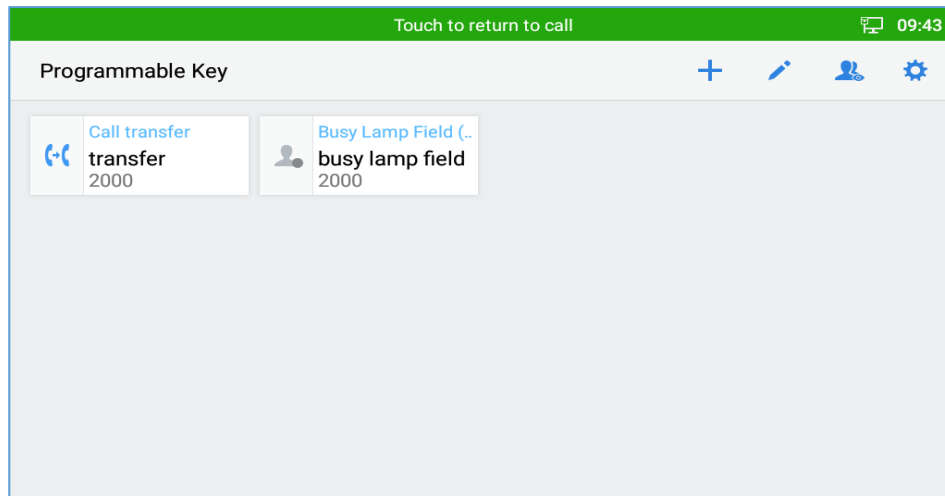 Touch to return to call
09:43
Programmable Key
Call transfer
transfer
2000
Busy Lamp Field (..
busy lamp field
2000